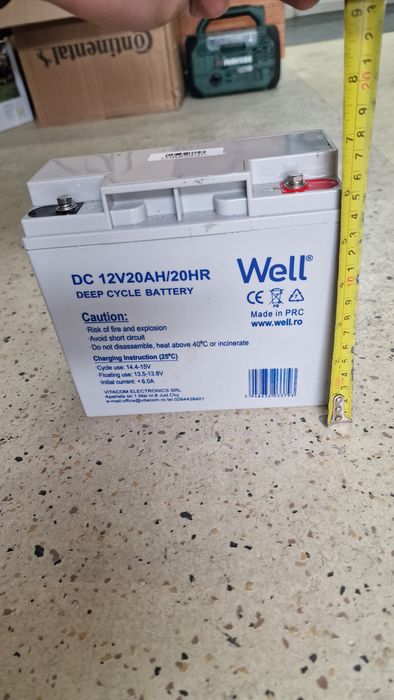 Continental
DC 12V20AH/20HR
DEEP CYCLE BATTERY
Well®
CE
PB
Made in PRC
www.well.ro
Caution:
·Risk of fire and explosion
·Avoid short circuit
·Do not disassemble, heat above 40°C or incinerate
Charging Instruction (25°C)
·Cycle use: 14.4-15V
·Floating use: 13.5-13.8V
·Initial current: < 6.0A
VITACOM ELECTRONICS SRL